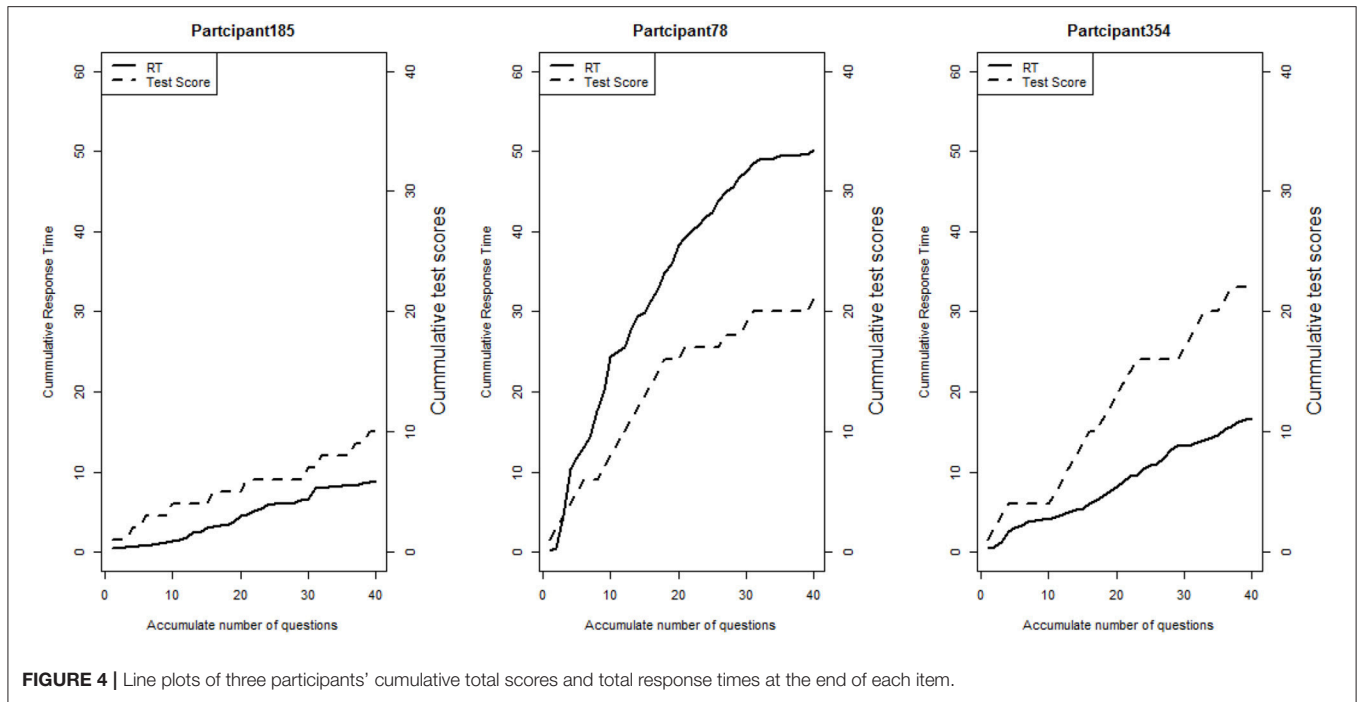 Partcipant185
RT
Test Score
60
50
40
30
20
10
0
Cummulative Response Time
40
30
20
10
0
Cummulative test scores
0 10 20 30 40
Accumulate number of questions
Partcipant78
RT
Test Score
60
50
40
30
20
10
0
Cummulative Response Time
40
30
20
10
0
Cummulative test scores
0 10 20 30 40
Accumulate number of questions
Partcipant354
RT
Test Score
60
50
40
30
20
10
0
Cummulative Response Time
40
30
20
10
0
Cummulative test scores
0 10 20 30 40
Accumulate number of questions
FIGURE 4 | Line plots of three participants’ cumulative total scores and total response times at the end of each item.